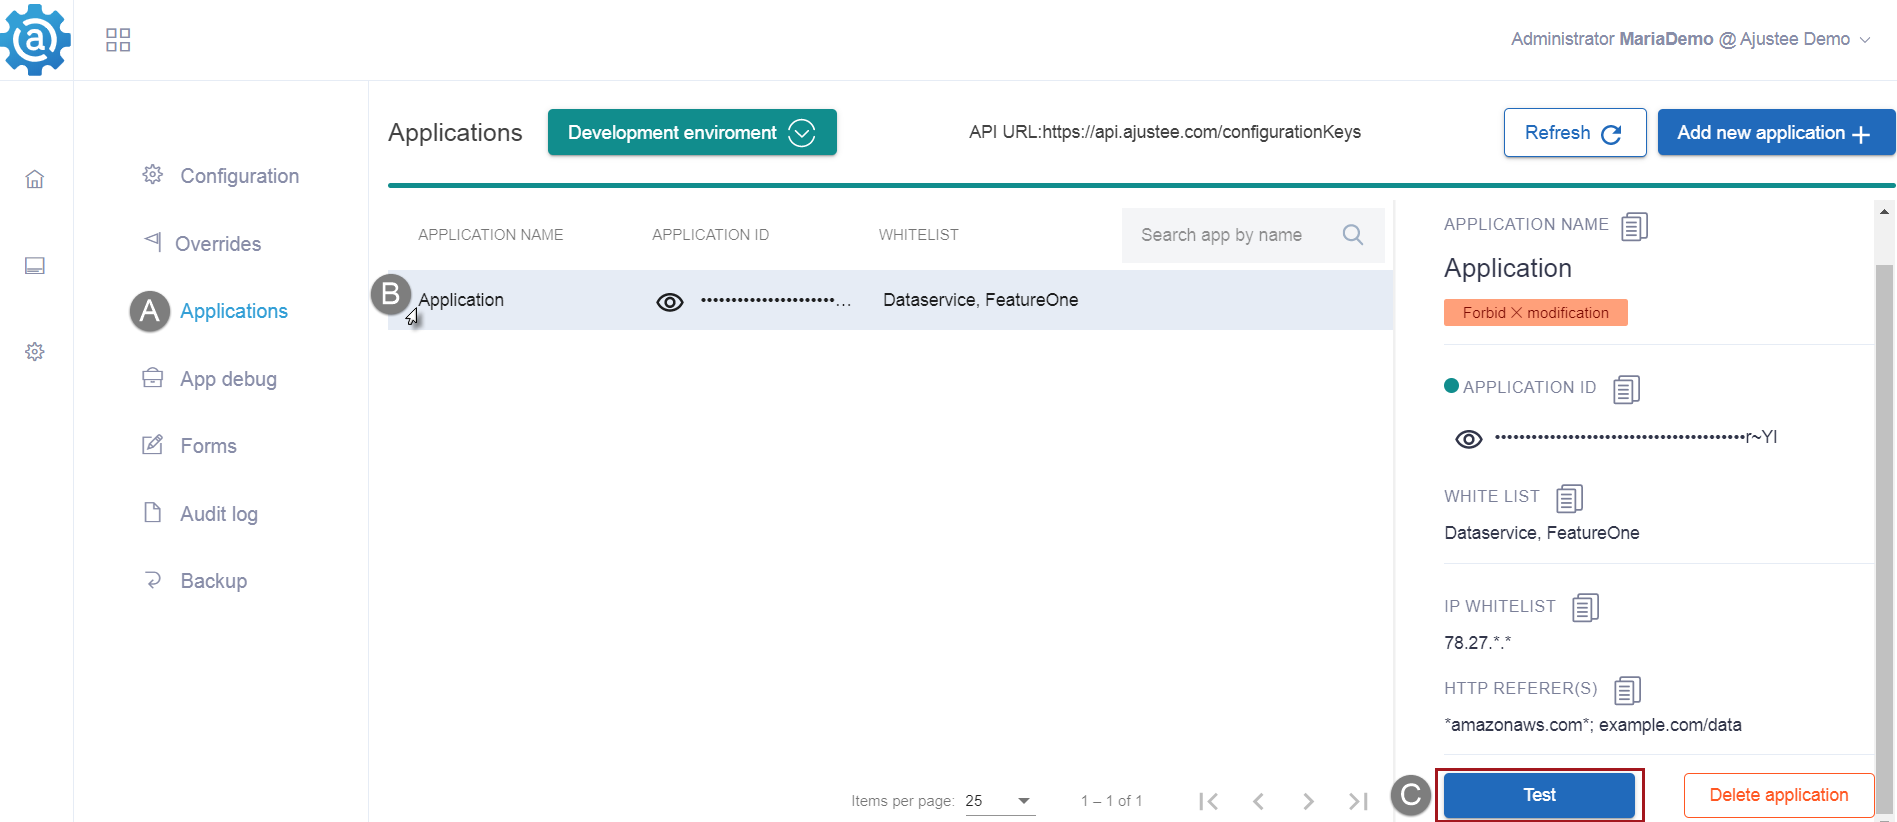 a
Administrator MariaDemo @ Ajustee Demo
Configuration
Overrides
A Applications
App debug
Forms
Audit log
Backup
Applications
Development enviroment
API URL:https://api.ajustee.com/configurationKeys
Refresh
Add new application
APPLICATION NAME APPLICATION ID WHITELIST
Search app by name
B Application •••••••••••••••••••••••... Dataservice, FeatureOne
Items per page: 25 1 – 1 of 1
APPLICATION NAME
Application
Forbid × modification
APPLICATION ID
••••••••••••••••••••••••••••••••••••••••••r~YI
WHITE LIST
Dataservice, FeatureOne
IP WHITELIST
78.27.*.*
HTTP REFERER(S)
*amazonaws.com*; example.com/data
C Test
Delete application